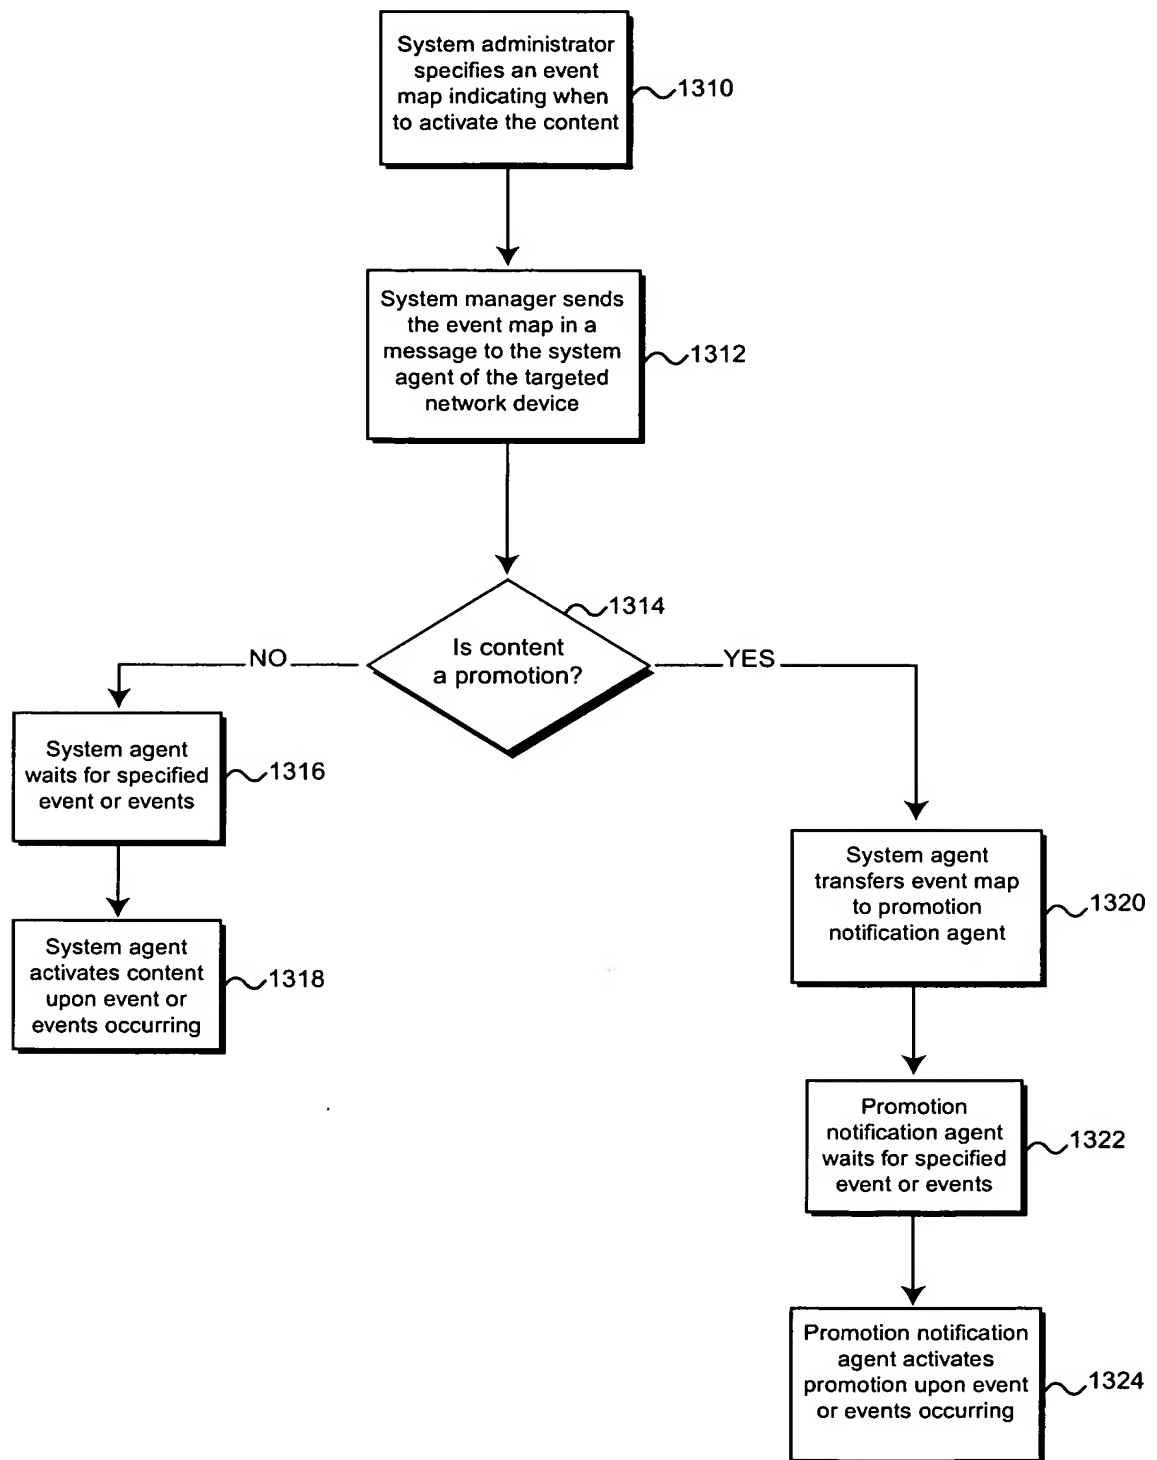 System administrator
specifies an event
map indicating when
to activate the content
1310
System manager sends
the event map in a
message to the system
agent of the targeted
network device
1312
1314
Is content
a promotion?
NO
YES
System agent
waits for specified
event or events
1316
System agent
activates content
upon event or
events occurring
1318
System agent
transfers event map
to promotion
notification agent
1320
Promotion
notification agent
waits for specified
event or events
1322
Promotion notification
agent activates
promotion upon event
or events occurring
1324